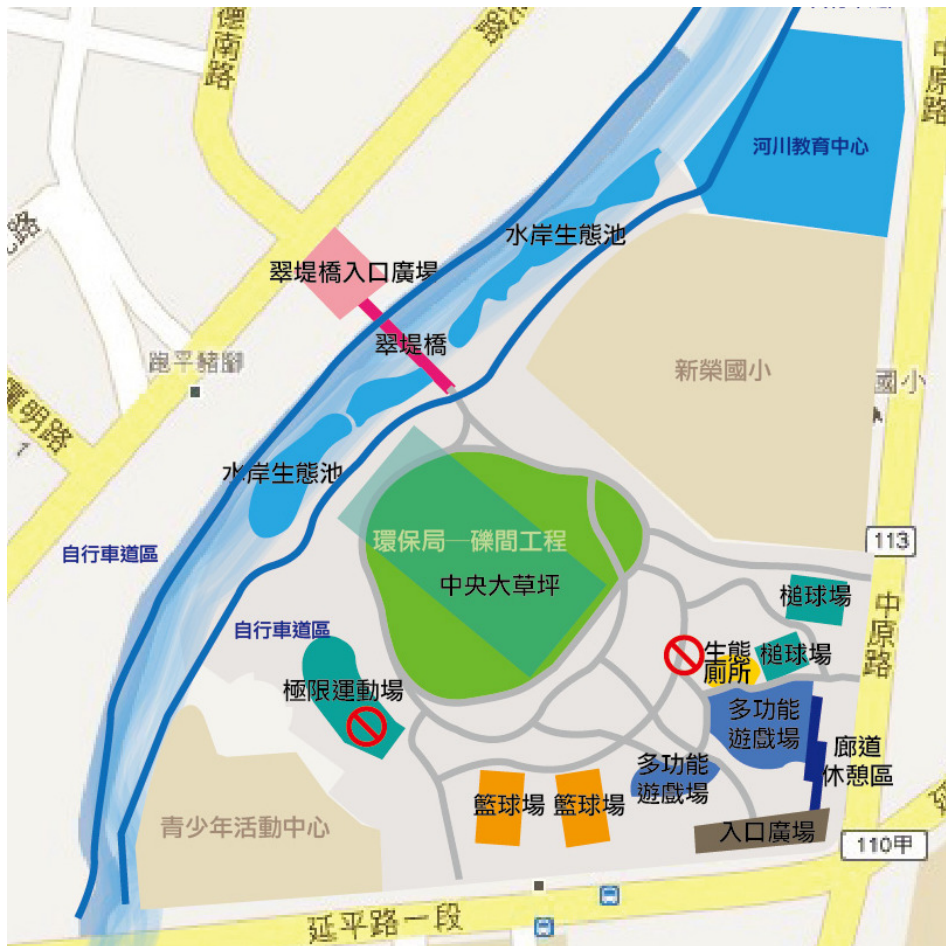 德南路
中原路
河川教育中心
水岸生態池
翠堤橋入口廣場
翠堤橋
跑平豬腳
新榮國小
國小
水岸生態池
環保局—礫間工程
中央大草坪
自行車道區
113
槌球場
中原路
自行車道區
生態
廁所
槌球場
極限運動場
多功能
遊戲場
廊道
休憩區
多功能
遊戲場
籃球場
籃球場
入口廣場
青少年活動中心
110甲
延平路一段